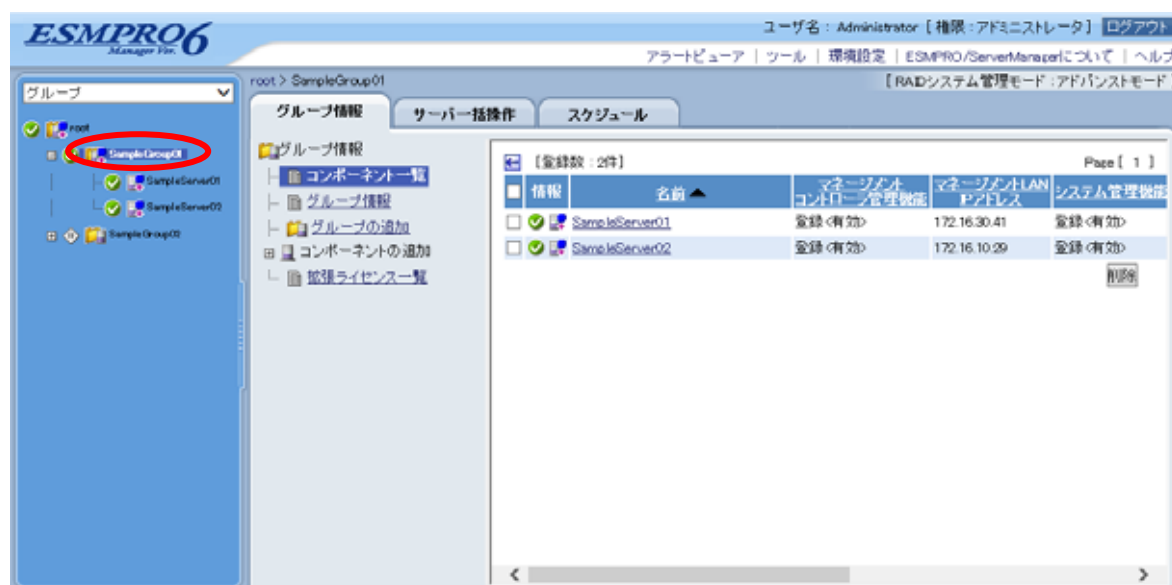 ESMPRO6
Manager Ver.
ユーザ名 : Administrator [ 権限 : アドミニストレータ ] ログアウト
アラートビューア | ツール | 環境設定 | ESMPRO/ServerManagerについて | ヘルプ
グループ
root > SampleGroup01
[ RAIDシステム管理モード : アドバンストモード
グループ情報 サーバ一括操作 スケジュール
root
SampleGroup01
SampleServer01
SampleServer02
SampleGroup02
グループ情報
コンポーネント一覧
グループ情報
グループの追加
コンポーネントの追加
拡張ライセンス一覧
[登録数 : 2件] Page [ 1 ]
情報 名前 ▲ マネージメントコントローラ管理機能 マネージメントLAN IPアドレス システム管理機能
SampleServer01 登録<有効> 172.16.30.41 登録<有効>
SampleServer02 登録<有効> 172.16.10.29 登録<有効>
削除